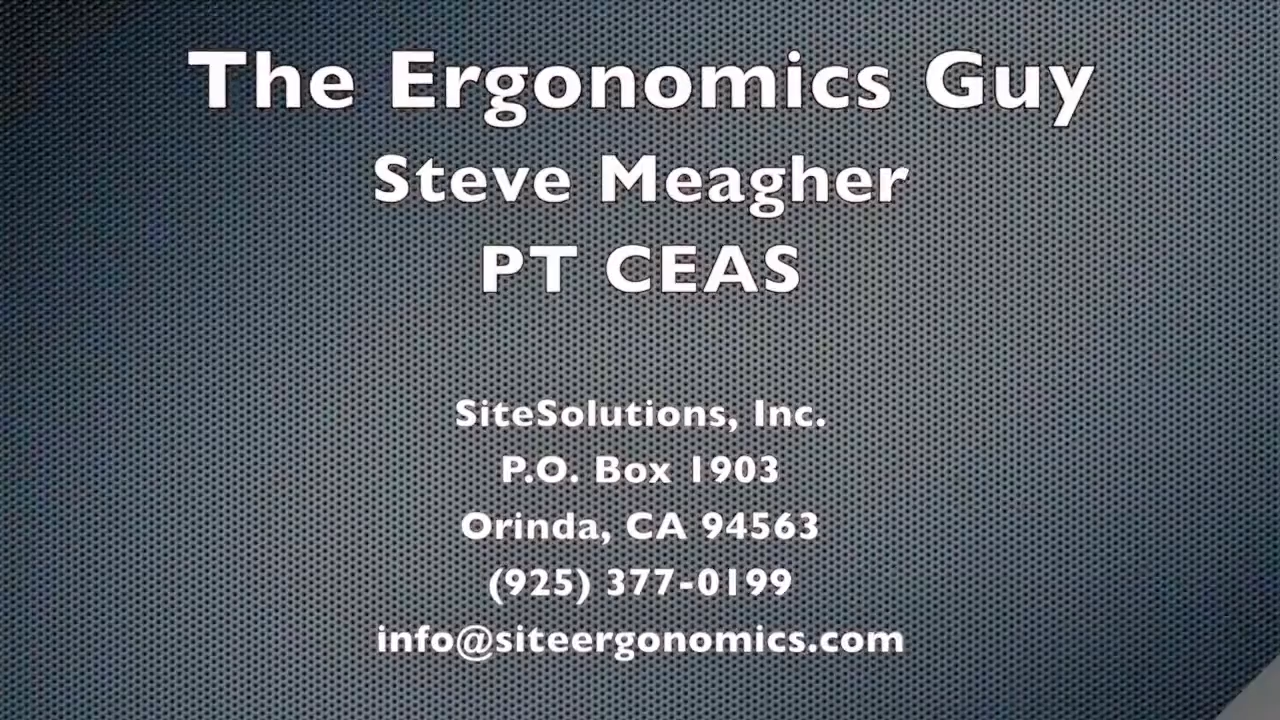 The Ergonomics Guy
Steve Meagher
PT CEAS
SiteSolutions, Inc.
P.O. Box 1903
Orinda, CA 94563
(925) 377-0199
info@siteergonomics.com